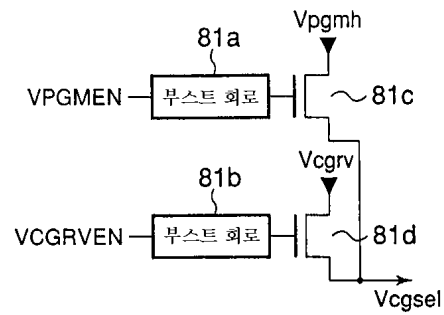 Vpgmh
81a
VPGMEN
부스트 회로
81c
Vcgrv
81b
VCGRVEN
부스트 회로
81d
Vcgsel